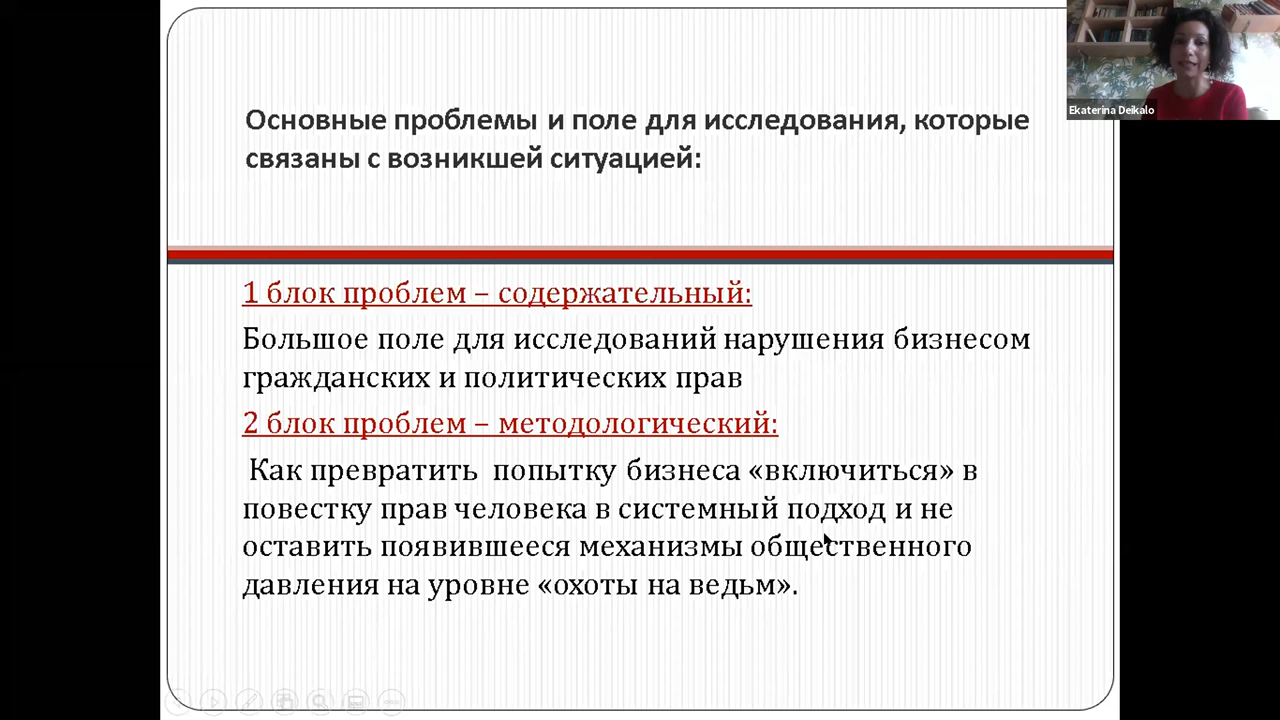 Ekaterina Deikalo
Основные проблемы и поле для исследования, которые
связаны с возникшей ситуацией:
1 блок проблем – содержательный:
Большое поле для исследований нарушения бизнесом
гражданских и политических прав
2 блок проблем – методологический:
Как превратить попытку бизнеса «включиться» в
повестку прав человека в системный подход и не
оставить появившееся механизмы общественного
давления на уровне «охоты на ведьм».